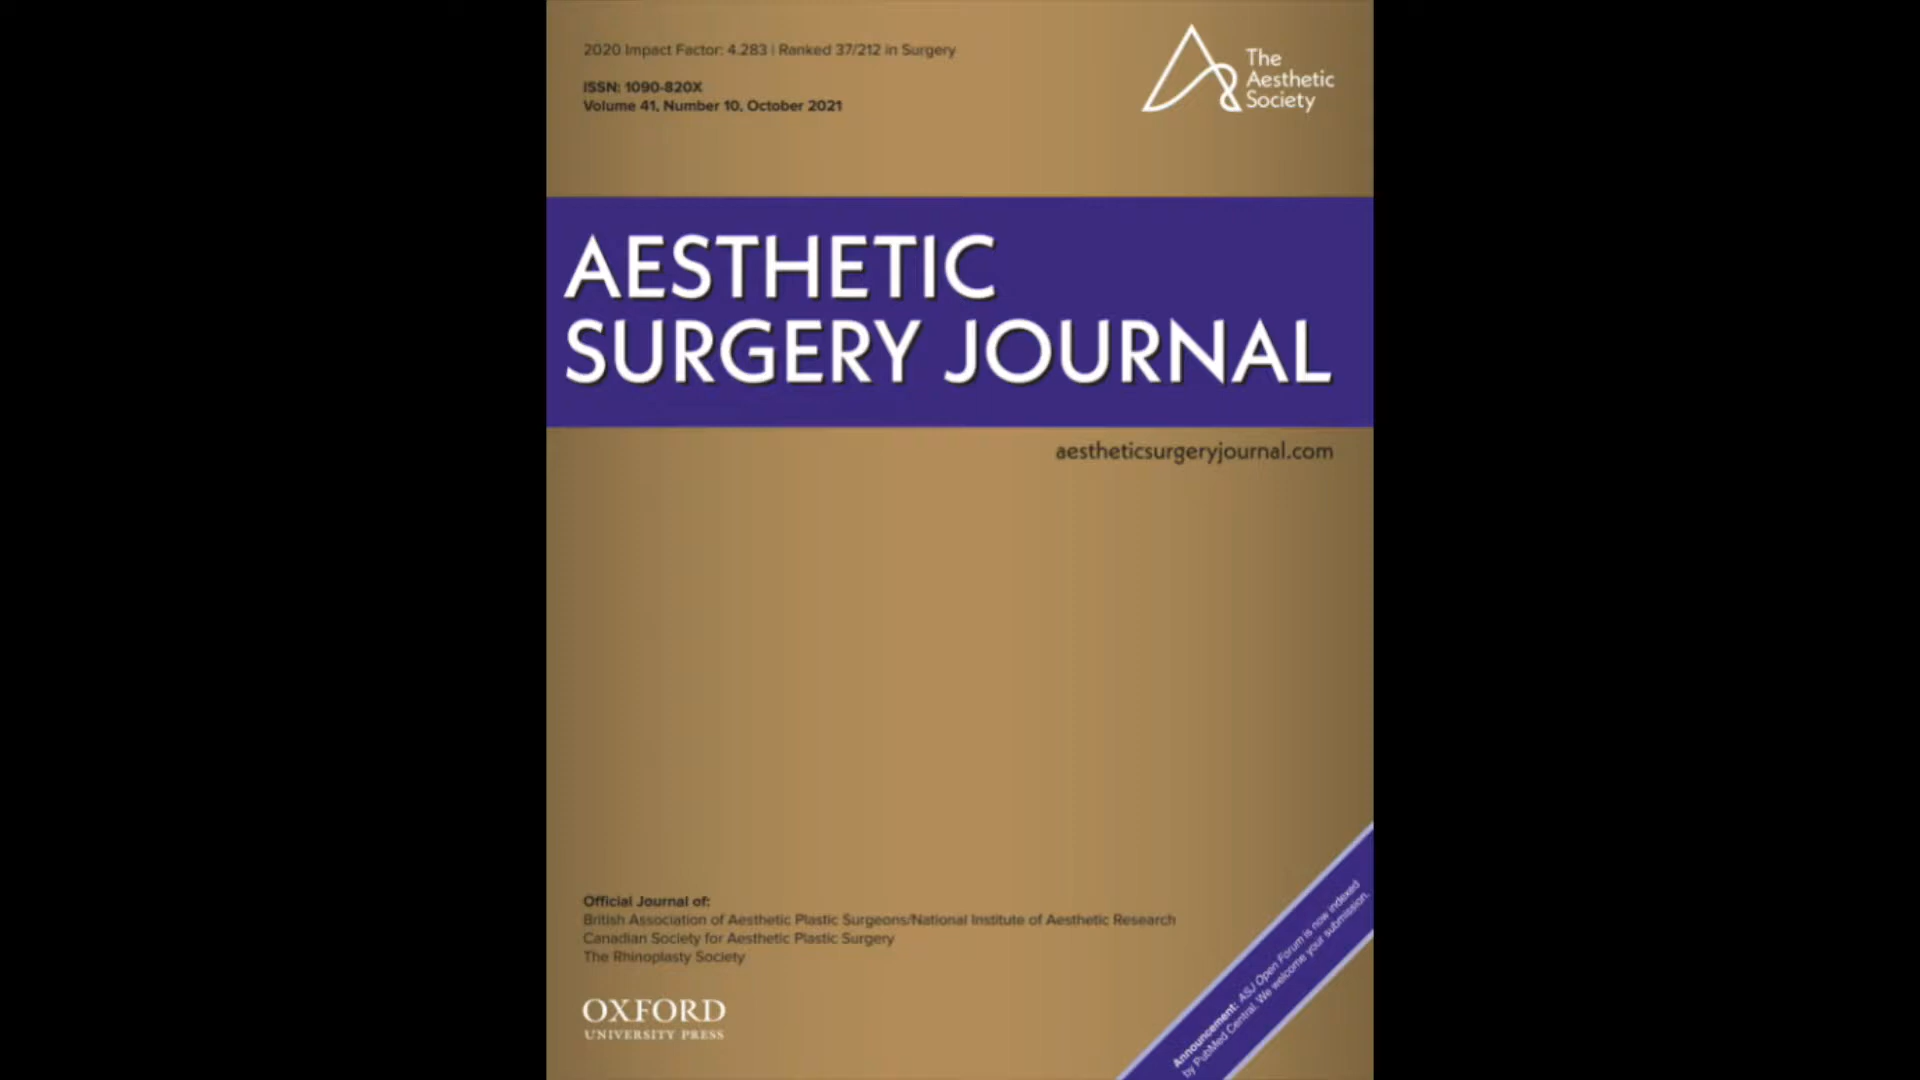 2020 Impact Factor: 4.283 | Ranked 37/212 in Surgery
ISSN: 1090-820X
Volume 41, Number 10, October 2021
The
Aesthetic
Society
AESTHETIC
SURGERY JOURNAL
aestheticsurgeryjournal.com
Official Journal of:
British Association of Aesthetic Plastic Surgeons/National Institute of Aesthetic Research
Canadian Society for Aesthetic Plastic Surgery
The Rhinoplasty Society
OXFORD
UNIVERSITY PRESS
Announcement: ASJ Open Forum is now indexed
by PubMed Central. We welcome your submission.